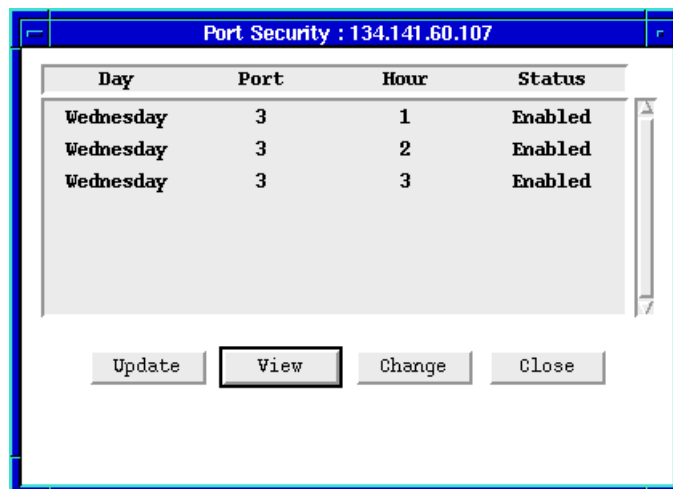 Port Security : 134.141.60.107
Day Port Hour Status
Wednesday 3 1 Enabled
Wednesday 3 2 Enabled
Wednesday 3 3 Enabled
Update View Change Close